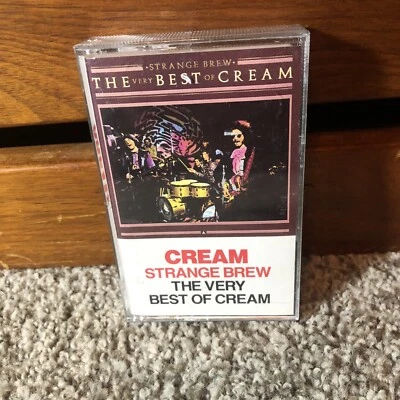 ·STRANGE BREW·
THE VERY BEST OF CREAM
CREAM
STRANGE BREW
THE VERY
BEST OF CREAM